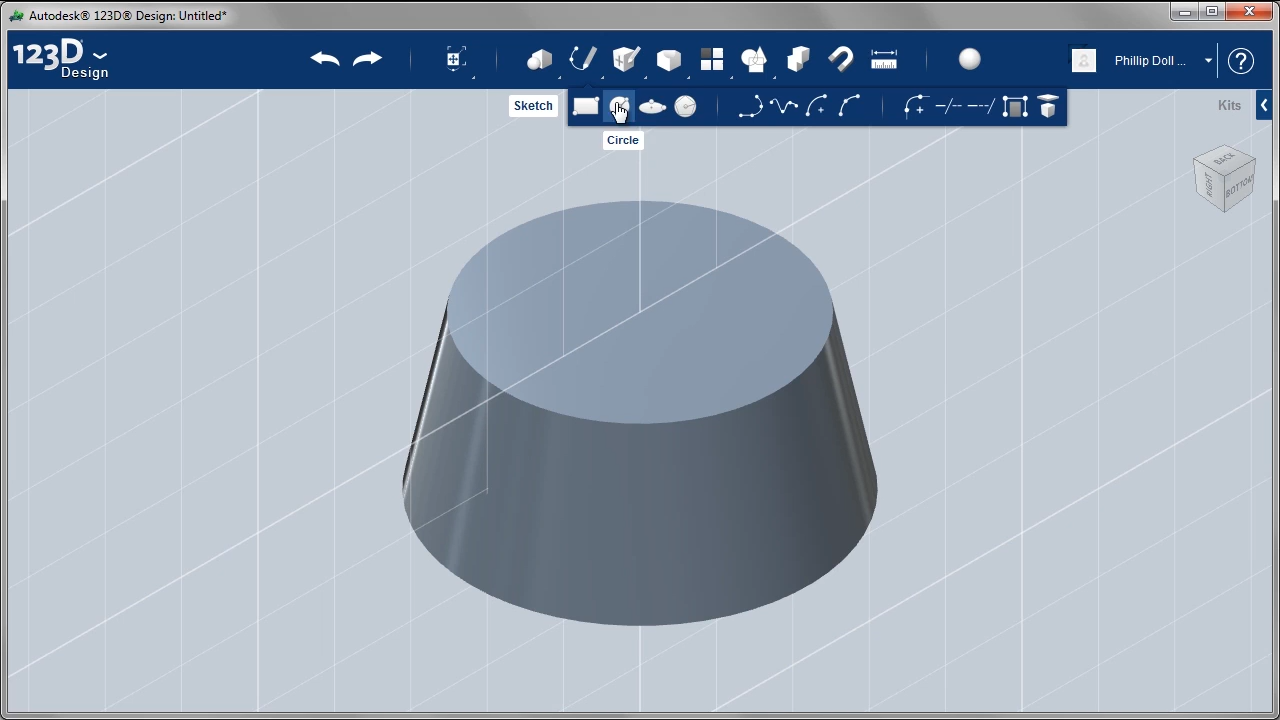 Autodesk® 123D® Design: Untitled*
123D
Design
Phillip Doll ...
?
Sketch
Kits
Circle
BACK
RIGHT
BOTTOM